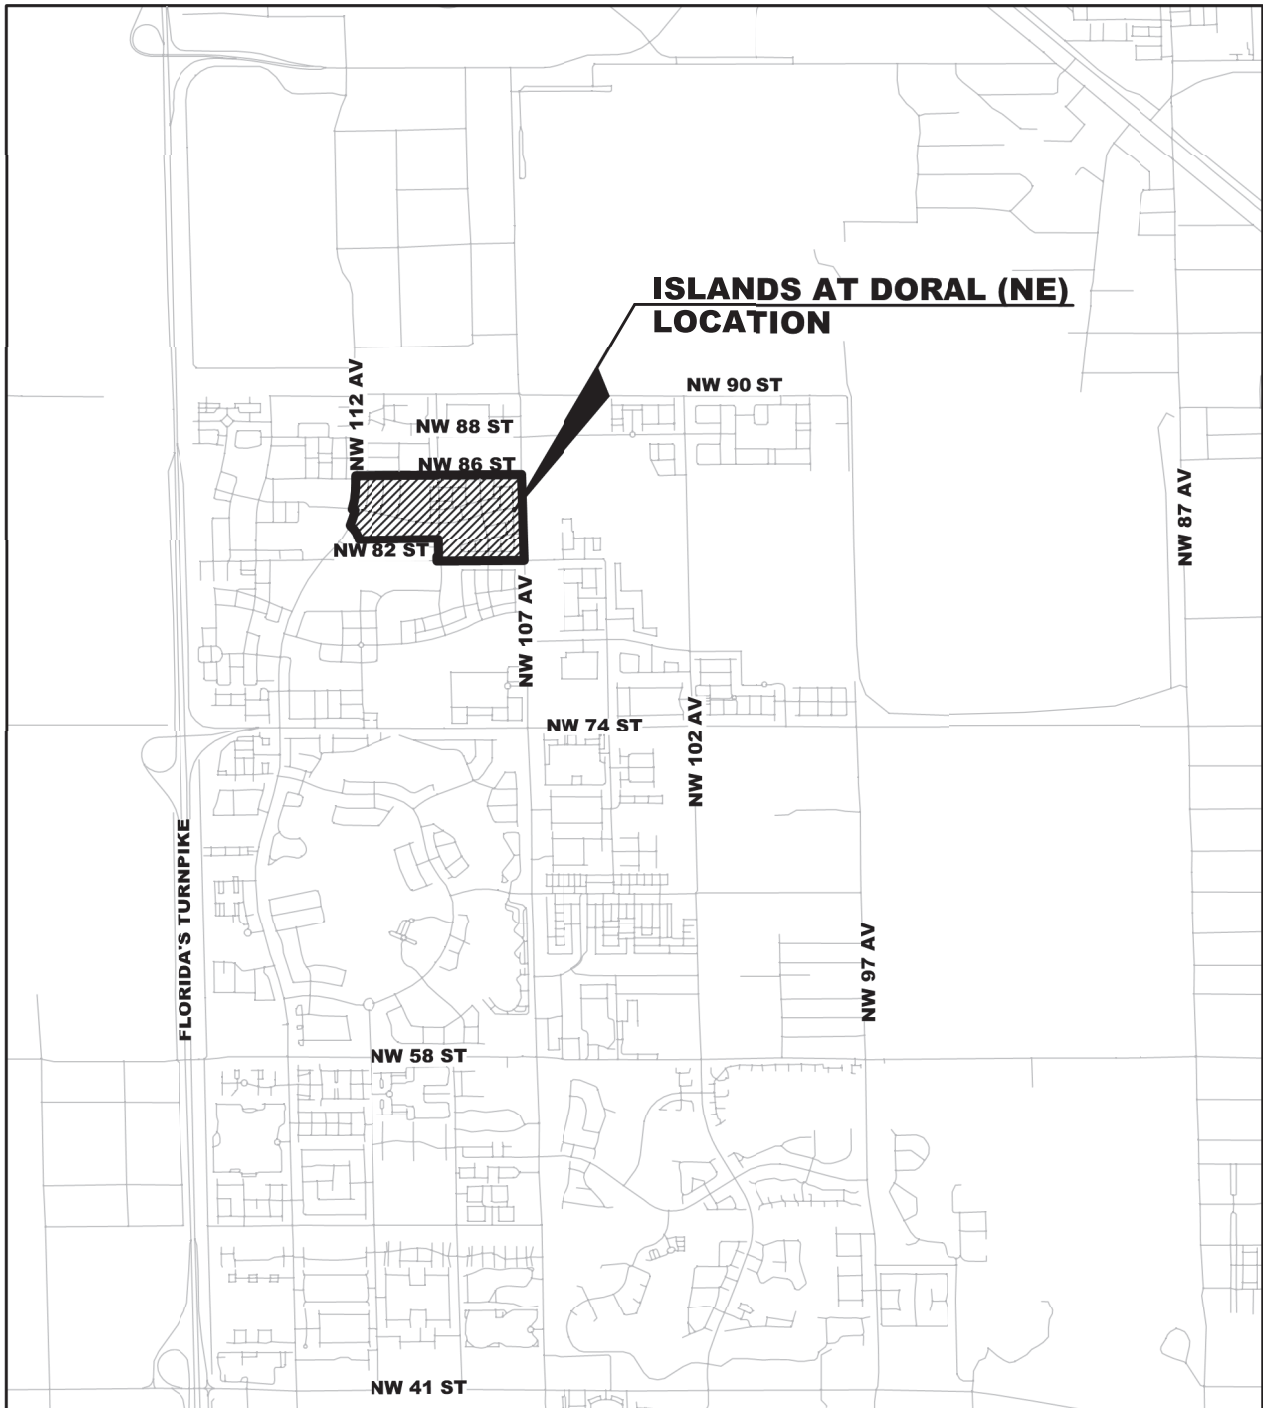 ISLANDS AT DORAL (NE)
LOCATION
NW 112 AV
NW 90 ST
NW 88 ST
NW 86 ST
NW 82 ST
NW 87 AV
NW 107 AV
NW 74 ST
NW 102 AV
FLORIDA'S TURNPIKE
NW 97 AV
NW 58 ST
NW 41 ST